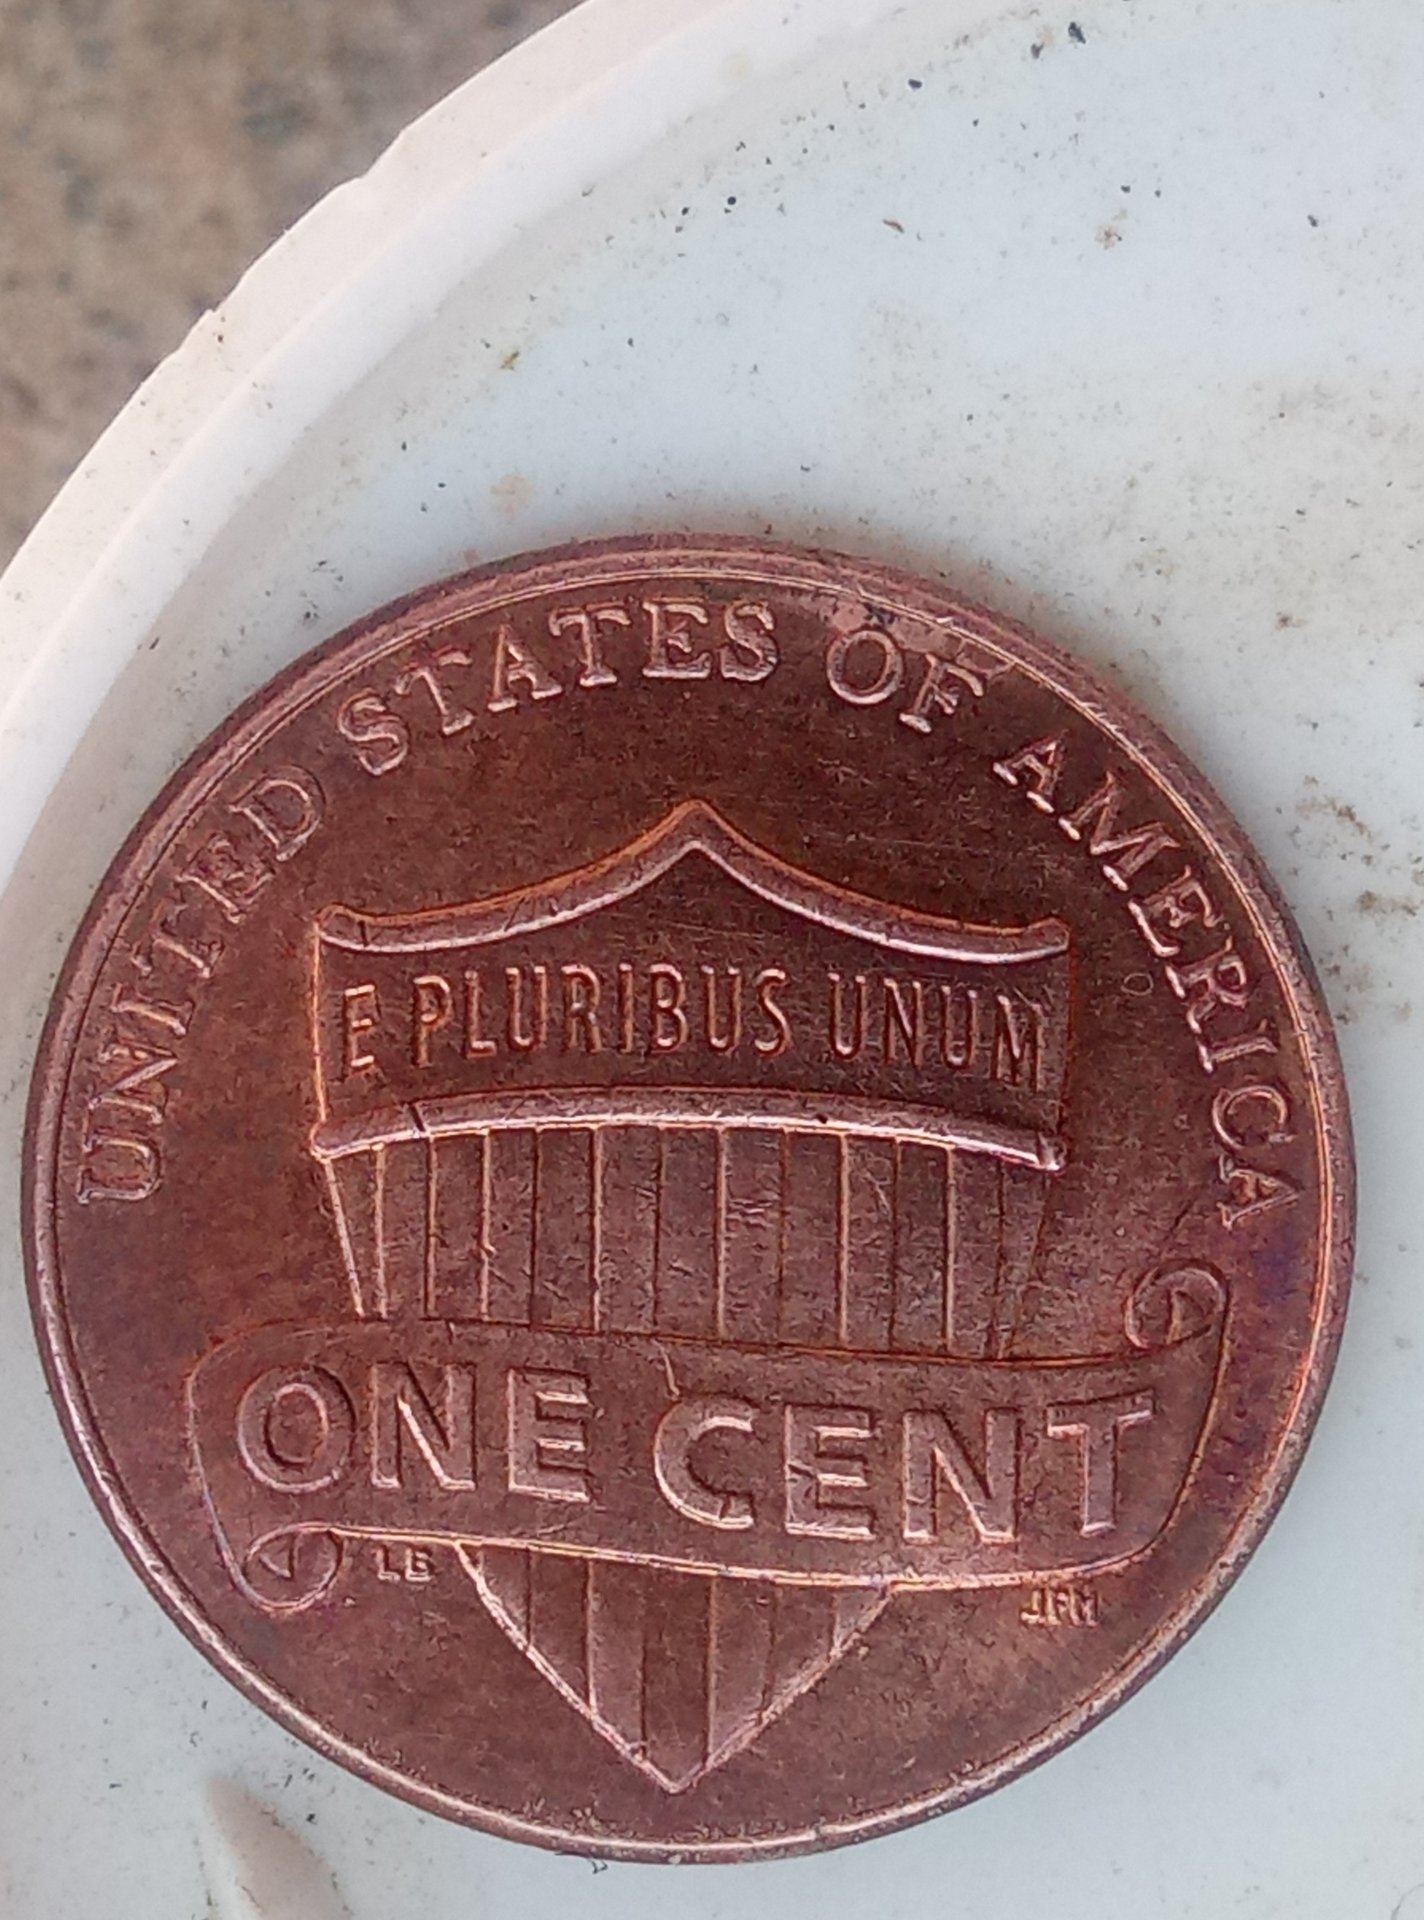 UNITED STATES OF AMERICA
E PLURIBUS UNUM
ONE CENT
LB
JFM